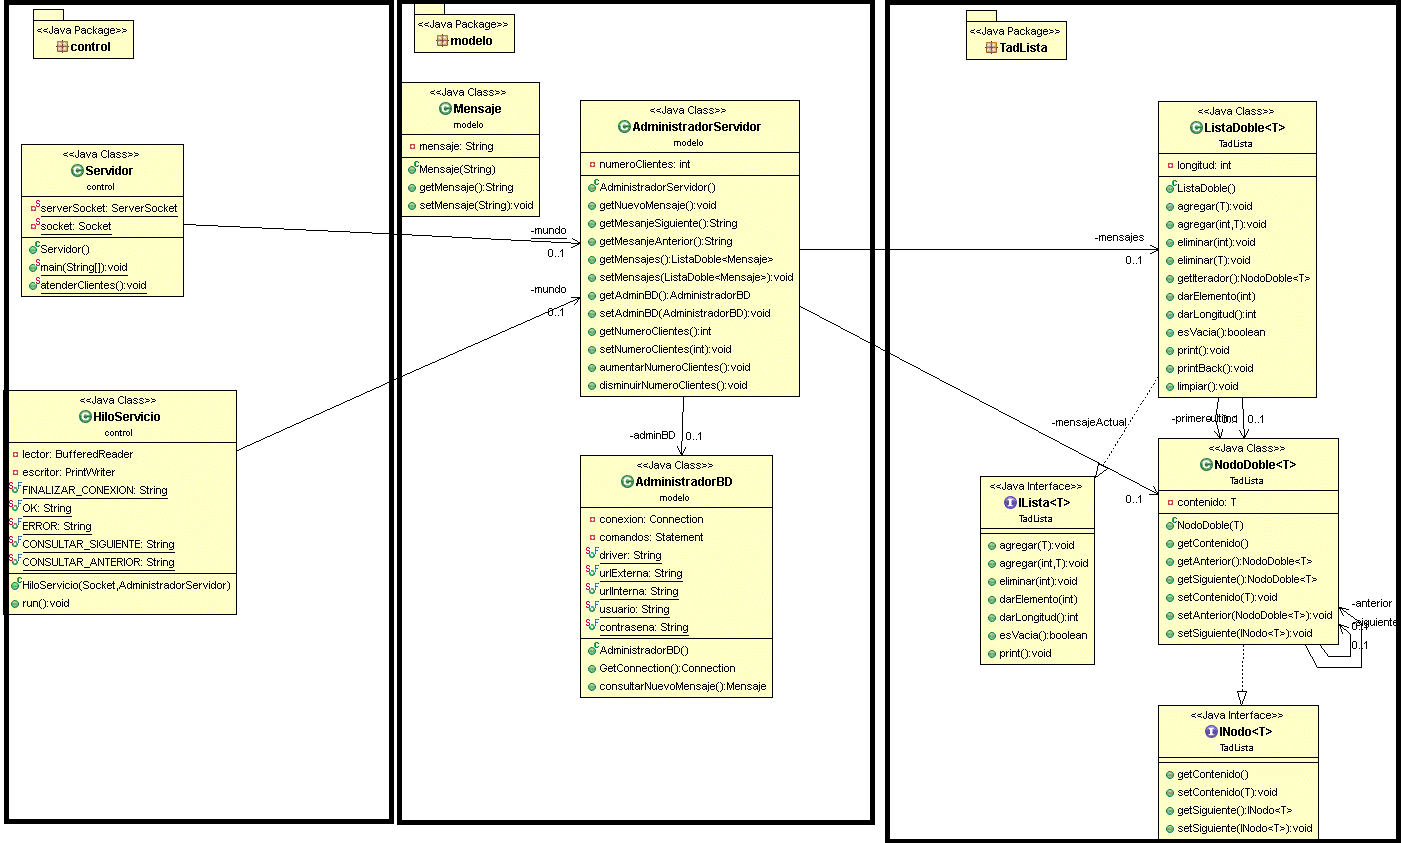 <<Java Package>>
control
<<Java Class>>
Servidor
control
serverSocket: ServerSocket
socket: Socket
Servidor()
main(String[]):void
atenderClientes():void
<<Java Class>>
HiloServicio
control
lector: BufferedReader
escritor: PrintWriter
FINALIZAR_CONEXION: String
OK: String
ERROR: String
CONSULTAR_SIGUIENTE: String
CONSULTAR_ANTERIOR: String
HiloServicio(Socket,AdministradorServidor)
run():void
<<Java Package>>
modelo
<<Java Class>>
Mensaje
modelo
mensaje: String
Mensaje(String)
getMensaje():String
setMensaje(String):void
<<Java Class>>
AdministradorServidor
modelo
numeroClientes: int
AdministradorServidor()
getNuevoMensaje():void
getMesanjeSiguiente():String
getMesanjeAnterior():String
getMensajes():ListaDoble<Mensaje>
setMensajes(ListaDoble<Mensaje>):void
getAdminBD():AdministradorBD
setAdminBD(AdministradorBD):void
getNumeroClientes():int
setNumeroClientes(int):void
aumentarNumeroClientes():void
disminuirNumeroClientes():void
-mundo
0..1
-mundo
0..1
-adminBD
0..1
<<Java Class>>
AdministradorBD
modelo
conexion: Connection
comandos: Statement
driver: String
urlExterna: String
urlInterna: String
usuario: String
contrasena: String
AdministradorBD()
GetConnection():Connection
consultarNuevoMensaje():Mensaje
<<Java Package>>
TadLista
<<Java Class>>
ListaDoble<T>
TadLista
longitud: int
ListaDoble()
agregar(T):void
agregar(int,T):void
eliminar(int):void
eliminar(T):void
getIterador():NodoDoble<T>
darElemento(int)
darLongitud():int
esVacia():boolean
print():void
printBack():void
limpiar():void
-mensajes
0..1
-mensajeActual
0..1
0..1
<<Java Interface>>
ILista<T>
TadLista
agregar(T):void
agregar(int,T):void
eliminar(int):void
darElemento(int)
darLongitud():int
esVacia():boolean
print():void
<<Java Class>>
NodoDoble<T>
TadLista
contenido: T
NodoDoble(T)
getContenido()
getAnterior():NodoDoble<T>
getSiguiente():NodoDoble<T>
setContenido(T):void
setAnterior(NodoDoble<T>):void
setSiguiente(INodo<T>):void
-anterior
0..1
siguiente
0..1
<<Java Interface>>
INodo<T>
TadLista
getContenido()
setContenido(T):void
getSiguiente():INodo<T>
setSiguiente(INodo<T>):void